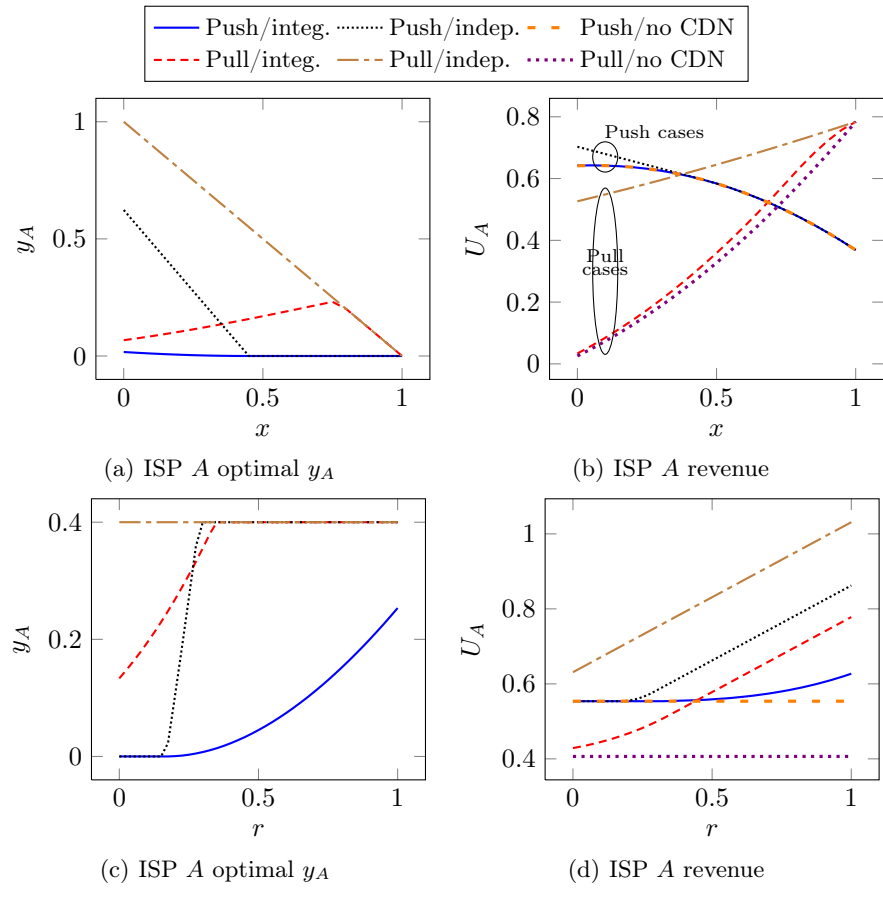 Push/integ. Push/indep. Push/no CDN
Pull/integ. Pull/indep. Pull/no CDN
1
0.5
0
y_A
0 0.5 1
x
(a) ISP A optimal y_A
0.8
0.6
0.4
0.2
0
U_A
Push cases
Pull
cases
0 0.5 1
x
(b) ISP A revenue
0.4
0.2
0
y_A
0 0.5 1
r
(c) ISP A optimal y_A
1
0.8
0.6
0.4
U_A
0 0.5 1
r
(d) ISP A revenue